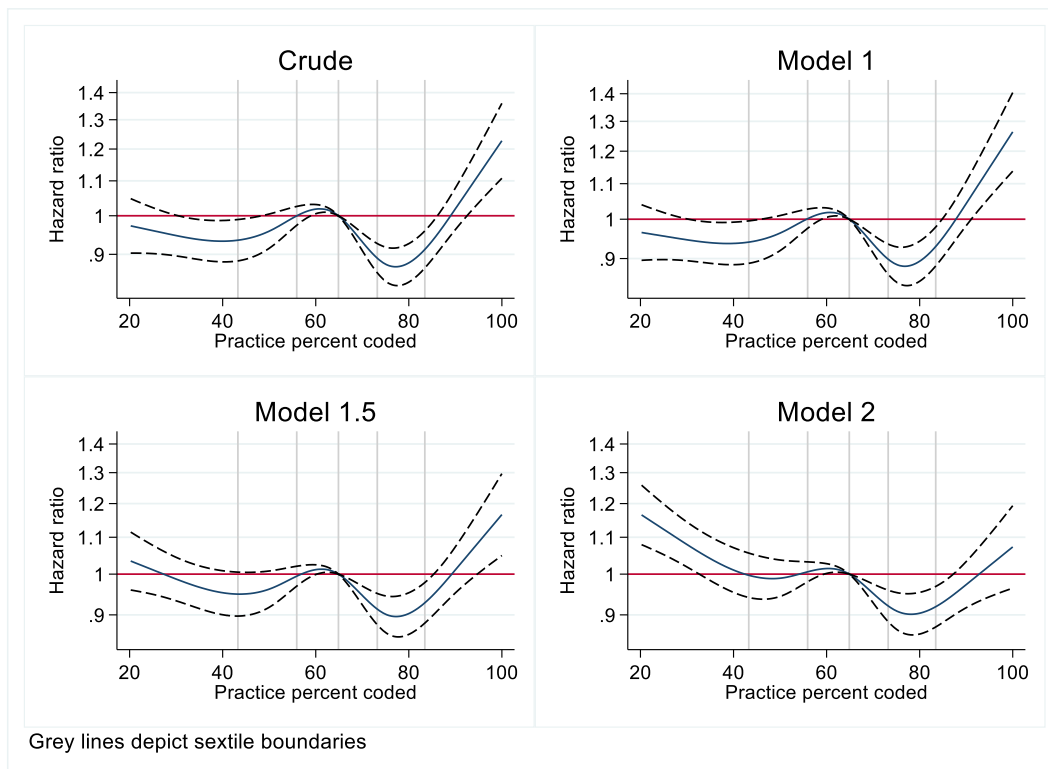 Crude
Hazard ratio
1.4
1.3
1.2
1.1
1
.9
20 40 60 80 100
Practice percent coded
Model 1
Hazard ratio
1.4
1.3
1.2
1.1
1
.9
20 40 60 80 100
Practice percent coded
Model 1.5
Hazard ratio
1.4
1.3
1.2
1.1
1
.9
20 40 60 80 100
Practice percent coded
Model 2
Hazard ratio
1.4
1.3
1.2
1.1
1
.9
20 40 60 80 100
Practice percent coded
Grey lines depict sextile boundaries